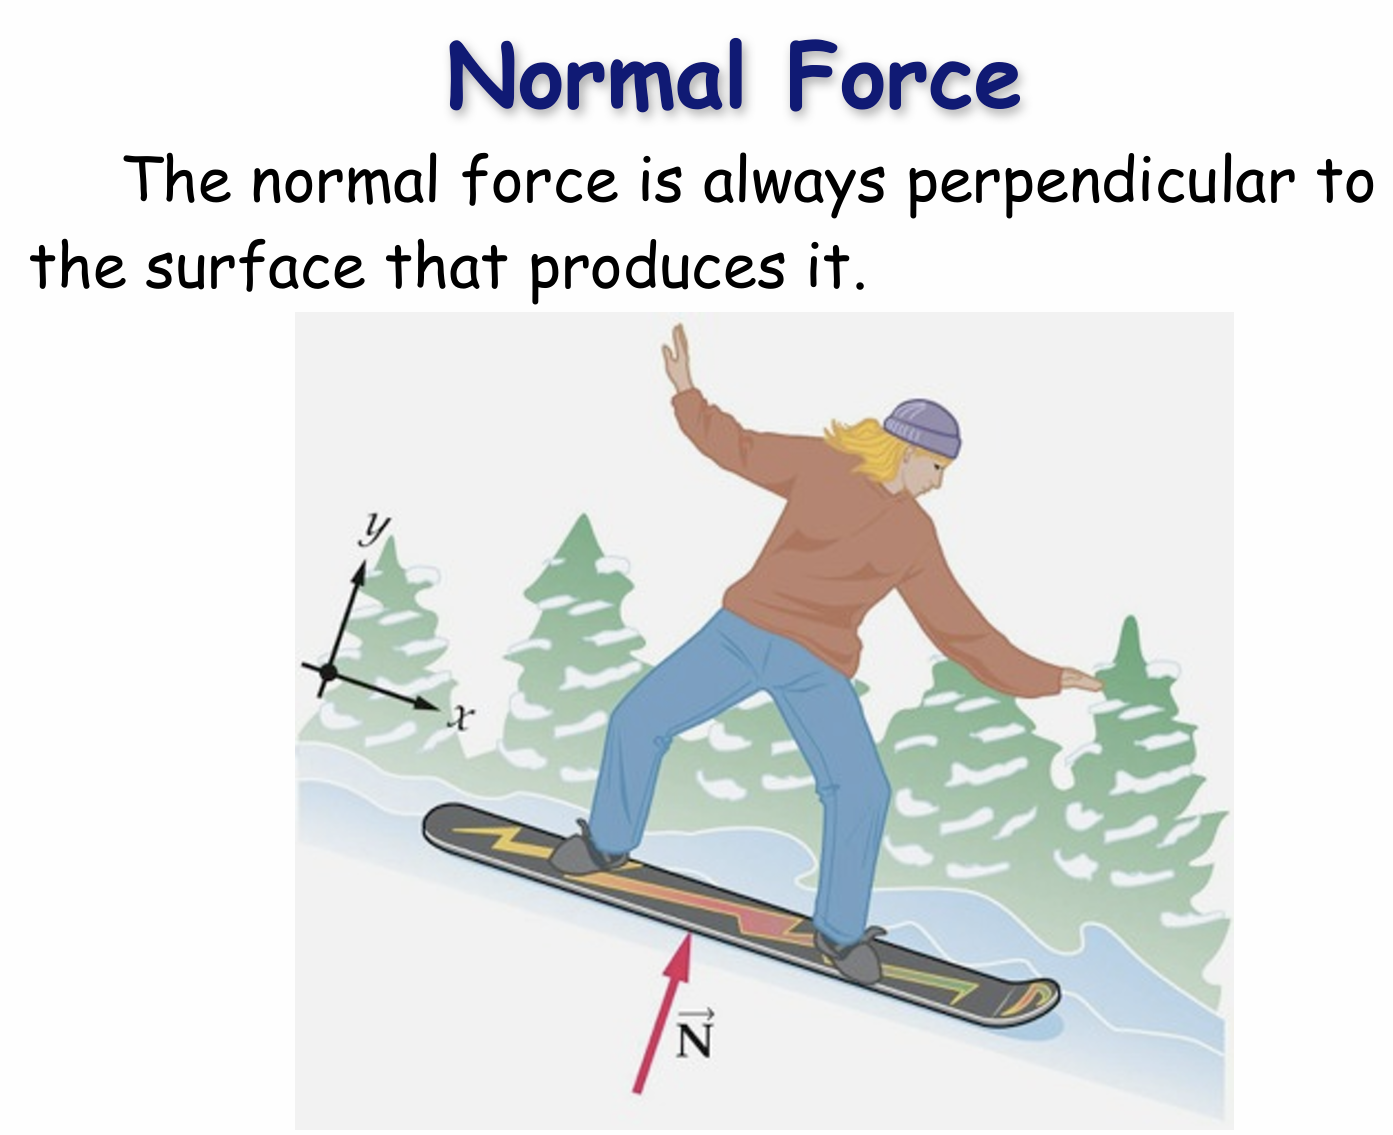 Normal Force
The normal force is always perpendicular to
the surface that produces it.
y
x
N⃗